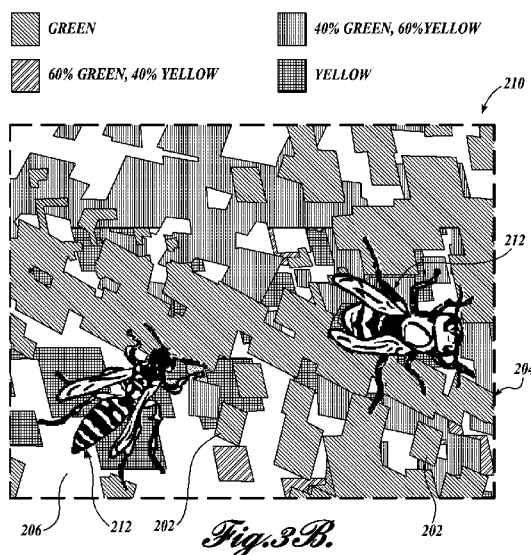 GREEN
40% GREEN, 60%YELLOW
60% GREEN, 40% YELLOW
YELLOW
210
212
204
206
212
202
202
Fig.3B.